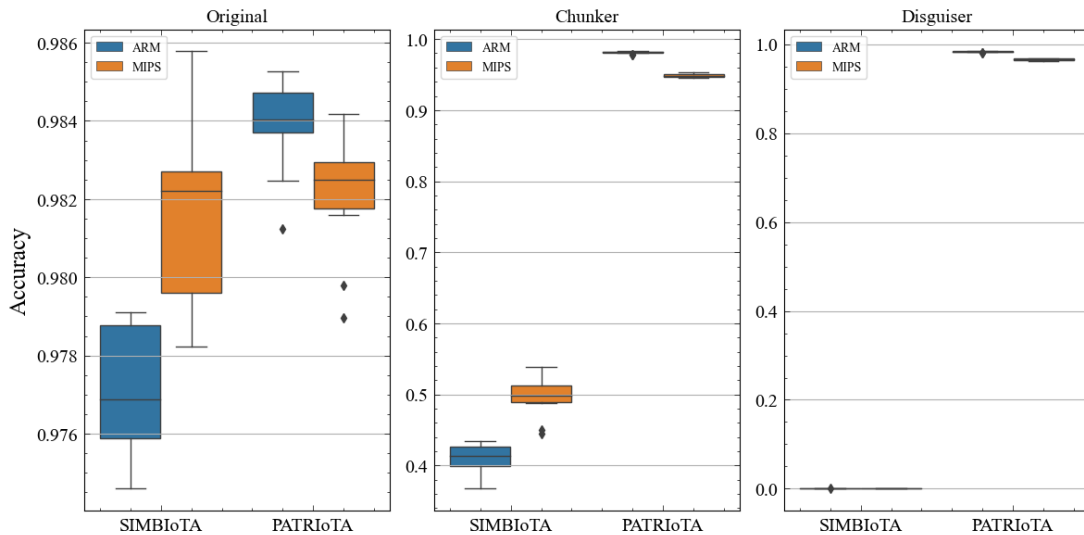 Original
Chunker
Disguiser
Accuracy
0.986
0.984
0.982
0.980
0.978
0.976
ARM
MIPS
SIMBIoTA
PATRIoTA
1.0
0.9
0.8
0.7
0.6
0.5
0.4
ARM
MIPS
SIMBIoTA
PATRIoTA
1.0
0.8
0.6
0.4
0.2
0.0
ARM
MIPS
SIMBIoTA
PATRIoTA